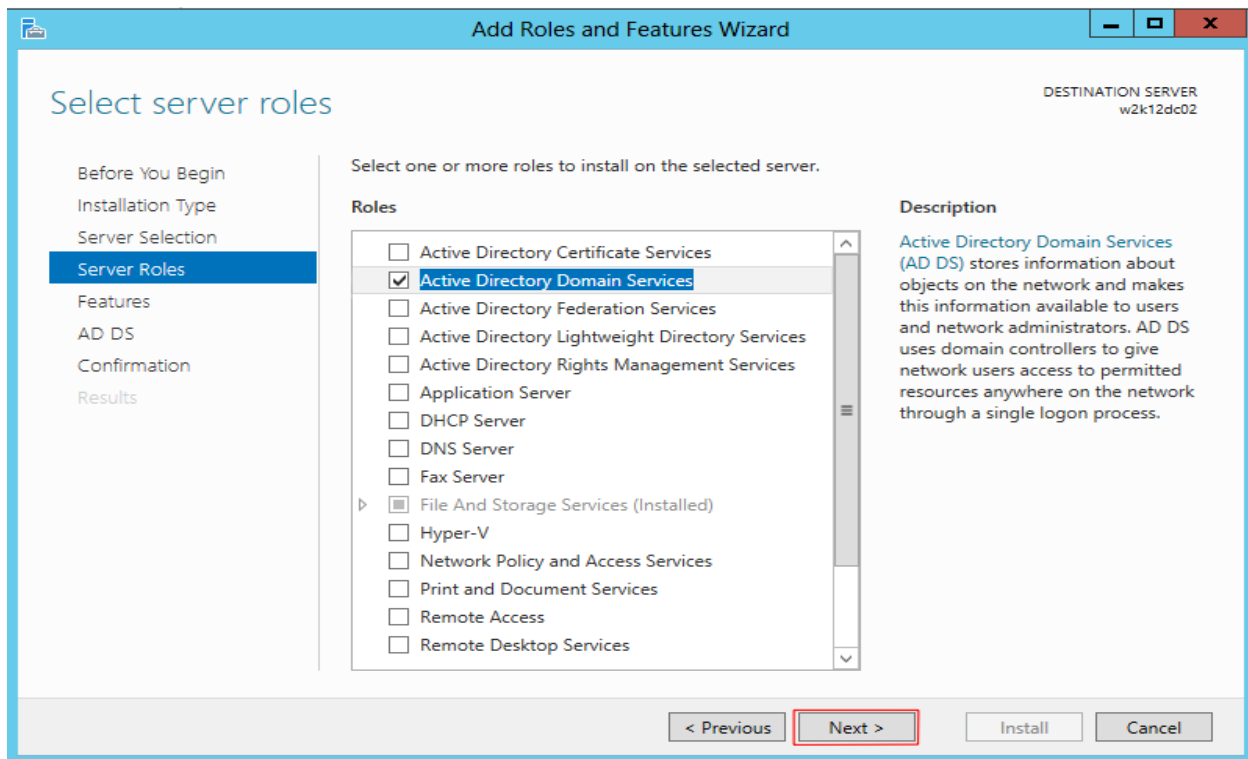 Add Roles and Features Wizard
Select server roles
DESTINATION SERVER
w2k12dc02
Before You Begin
Installation Type
Server Selection
Server Roles
Features
AD DS
Confirmation
Results
Select one or more roles to install on the selected server.
Roles
Active Directory Certificate Services
Active Directory Domain Services
Active Directory Federation Services
Active Directory Lightweight Directory Services
Active Directory Rights Management Services
Application Server
DHCP Server
DNS Server
Fax Server
File And Storage Services (Installed)
Hyper-V
Network Policy and Access Services
Print and Document Services
Remote Access
Remote Desktop Services
Description
Active Directory Domain Services
(AD DS) stores information about
objects on the network and makes
this information available to users
and network administrators. AD DS
uses domain controllers to give
network users access to permitted
resources anywhere on the network
through a single logon process.
< Previous
Next >
Install
Cancel